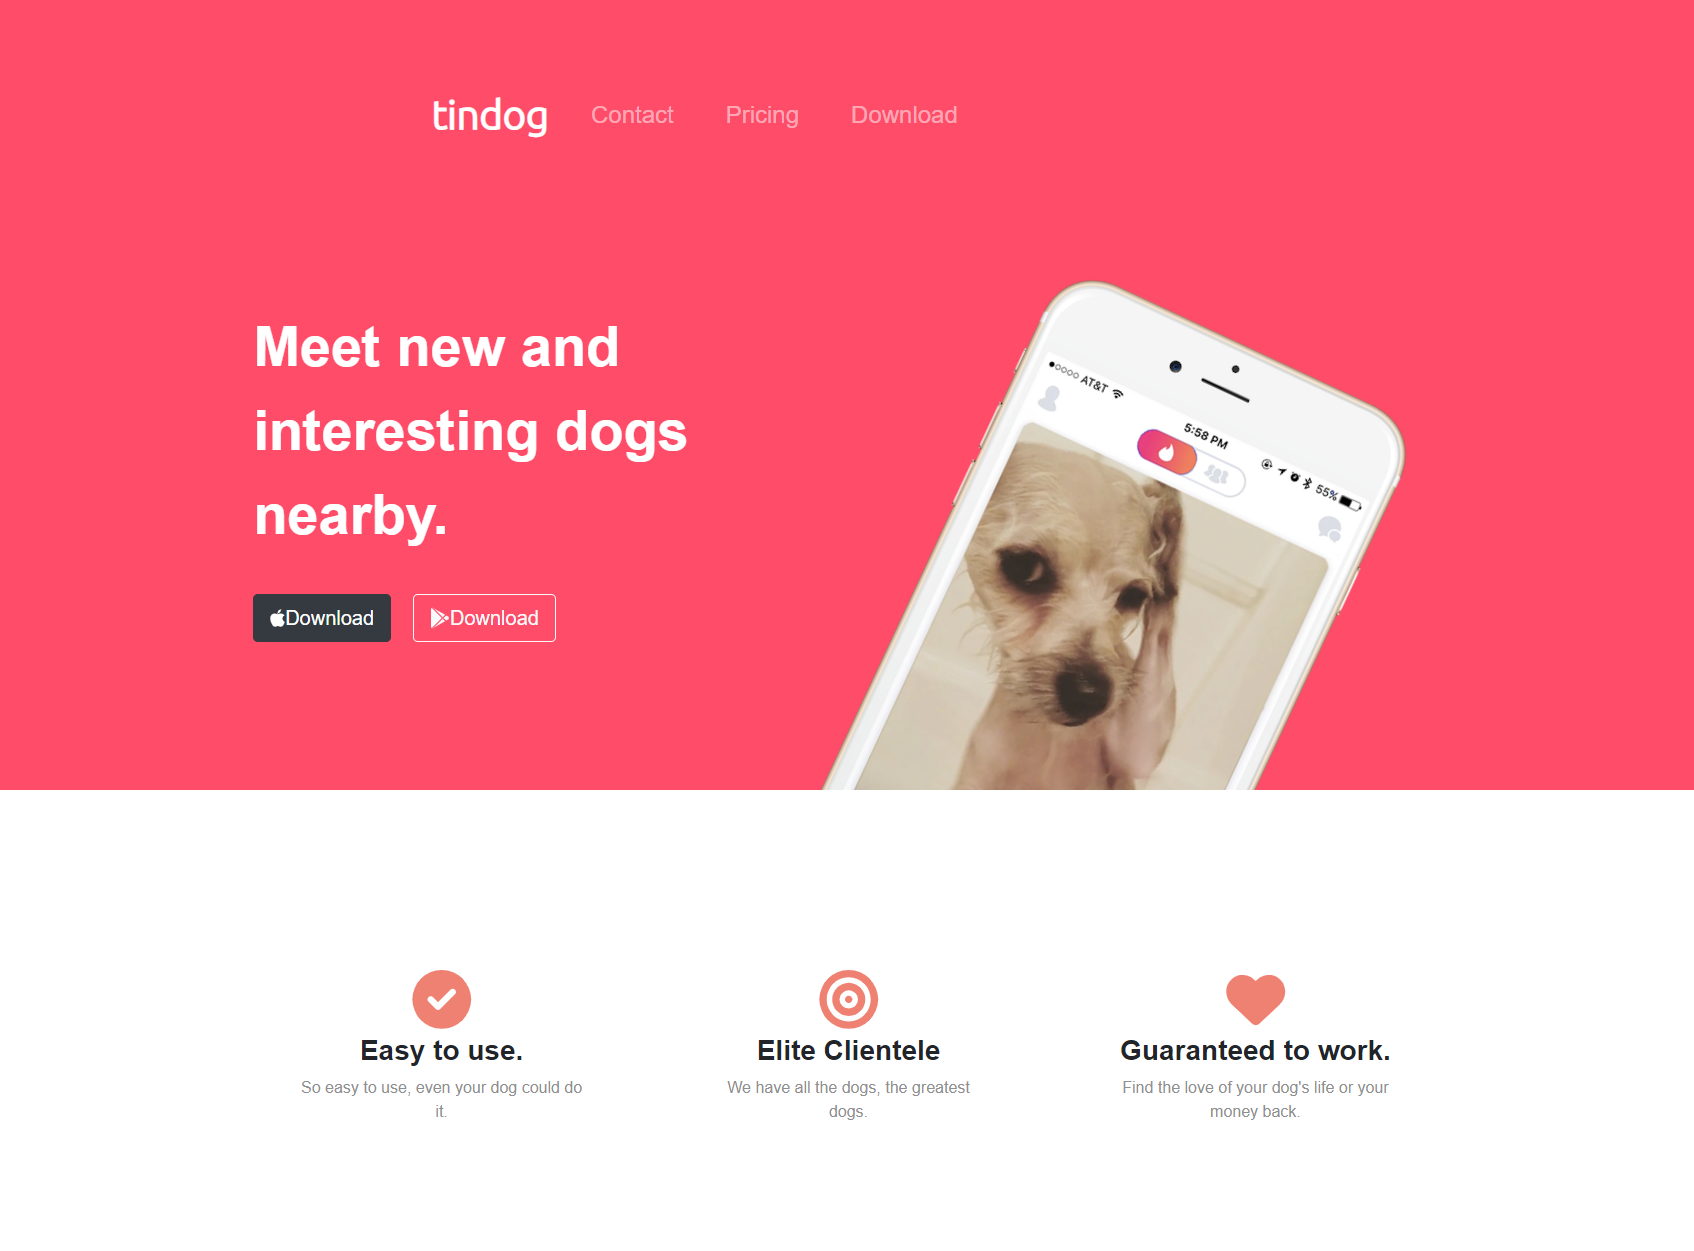 tindog Contact Pricing Download
Meet new and
interesting dogs
nearby.
Download Download
AT&T 5:58 PM 55%
Easy to use. Elite Clientele Guaranteed to work.
So easy to use, even your dog could do
it.
We have all the dogs, the greatest
dogs.
Find the love of your dog's life or your
money back.